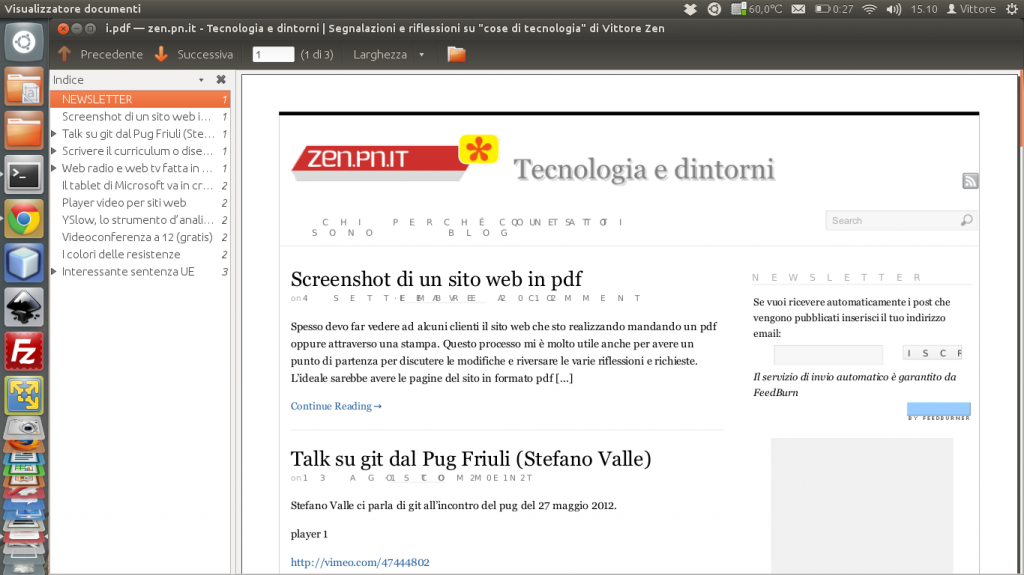 Visualizzatore documenti
60,0°C
0:27
15.10
Vittore
i.pdf — zen.pn.it - Tecnologia e dintorni | Segnalazioni e riflessioni su "cose di tecnologia" di Vittore Zen
Precedente
Successiva
1
(1 di 3)
Larghezza
Indice
NEWSLETTER 1
Screenshot di un sito web i... 1
Talk su git dal Pug Friuli (Ste... 1
Scrivere il curriculum o dise... 1
Web radio e web tv fatta in ... 1
Il tablet di Microsoft va in cr... 2
Player video per siti web 2
YSlow, lo strumento d'anali... 2
Videoconferenza a 12 (gratis) 2
I colori delle resistenze 2
Interessante sentenza UE 3
zen.pn.it
Tecnologia e dintorni
CHI PERCHÉ
SONO BLOG
Search
Screenshot di un sito web in pdf
on 4
Spesso devo far vedere ad alcuni clienti il sito web che sto realizzando mandando un pdf
oppure attraverso una stampa. Questo processo mi è molto utile anche per avere un
punto di partenza per discutere le modifiche e riversare le varie riflessioni e richieste.
L'ideale sarebbe avere le pagine del sito in formato pdf [...]
Continue Reading →
Talk su git dal Pug Friuli (Stefano Valle)
on 13
Stefano Valle ci parla di git all'incontro del pug del 27 maggio 2012.
player 1
http://vimeo.com/47444802
NEWSLETTER
Se vuoi ricevere automaticamente i post che
vengono pubblicati inserisci il tuo indirizzo
email:
ISCR
Il servizio di invio automatico è garantito da
FeedBurn
BY FEEDBURNER